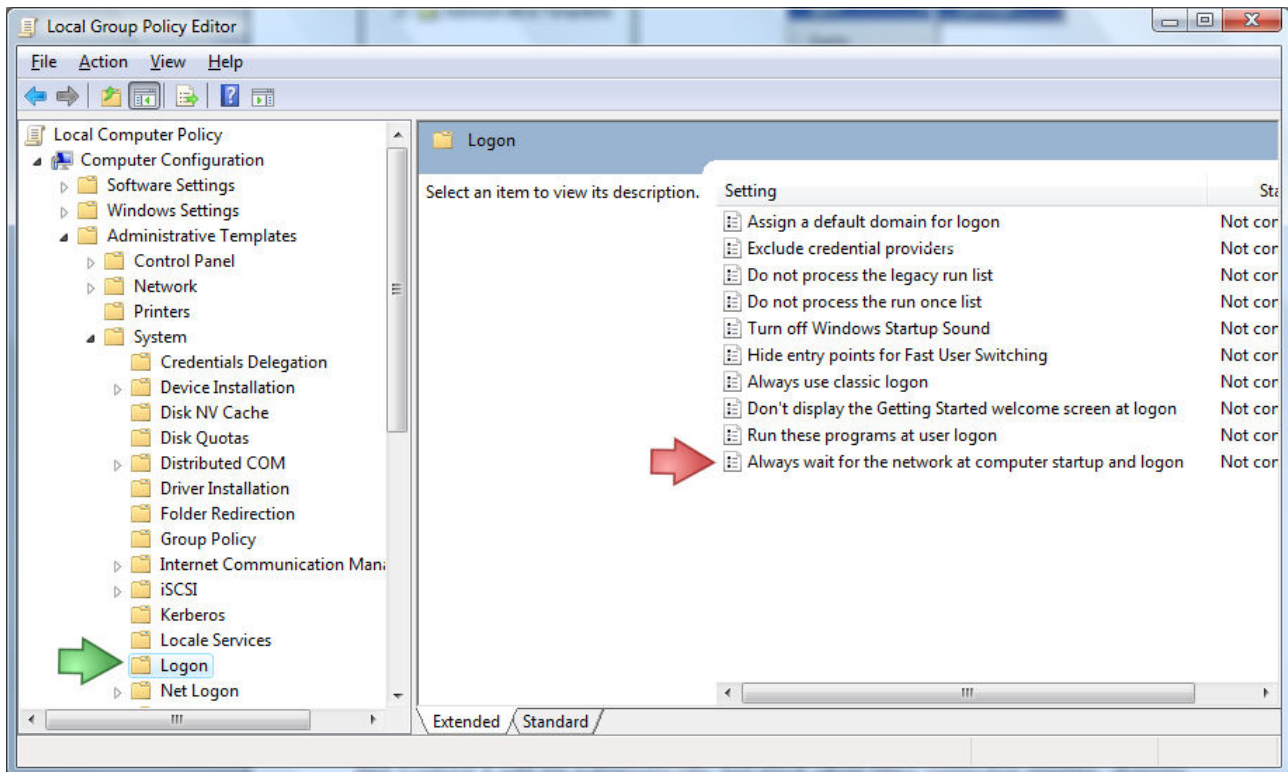 Local Group Policy Editor
File Action View Help
Local Computer Policy
Computer Configuration
Software Settings
Windows Settings
Administrative Templates
Control Panel
Network
Printers
System
Credentials Delegation
Device Installation
Disk NV Cache
Disk Quotas
Distributed COM
Driver Installation
Folder Redirection
Group Policy
Internet Communication Mana
iSCSI
Kerberos
Locale Services
Logon
Net Logon
Logon
Select an item to view its description.
Setting Sta
Assign a default domain for logon Not cor
Exclude credential providers Not cor
Do not process the legacy run list Not cor
Do not process the run once list Not cor
Turn off Windows Startup Sound Not cor
Hide entry points for Fast User Switching Not cor
Always use classic logon Not cor
Don't display the Getting Started welcome screen at logon Not cor
Run these programs at user logon Not cor
Always wait for the network at computer startup and logon Not cor
Extended Standard